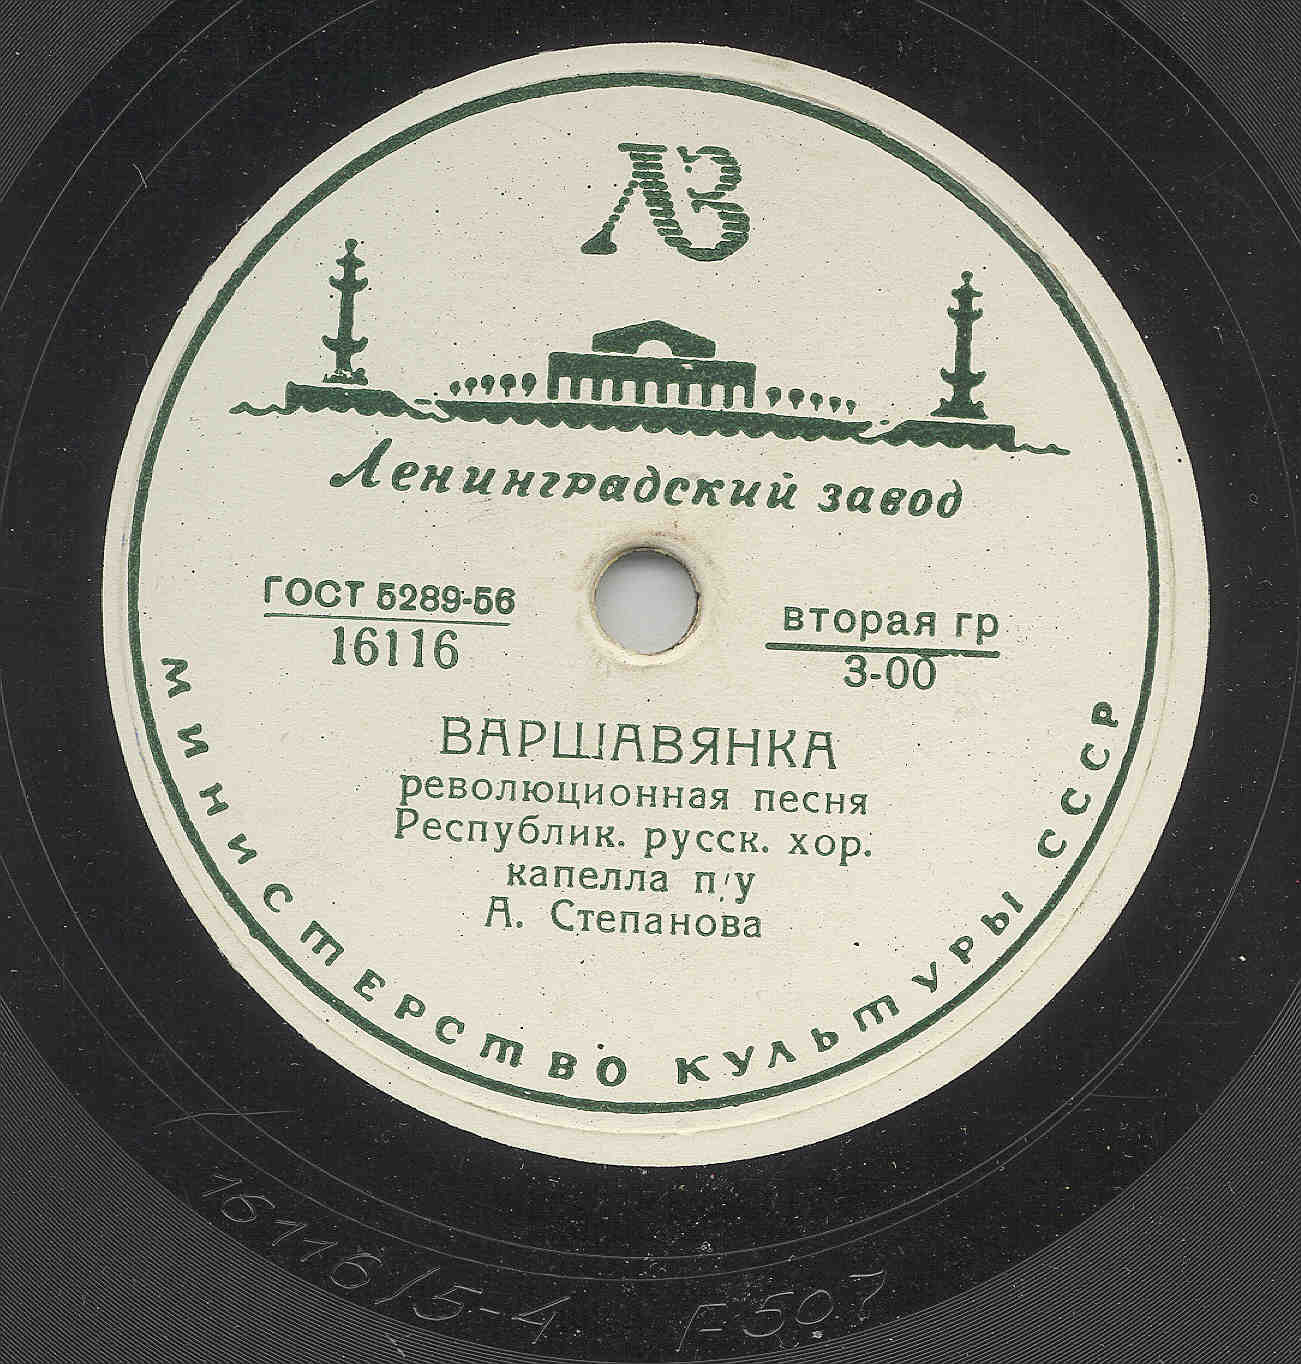 ЛЗ
Ленинградский завод
ГОСТ 5289-56
16116
вторая гр
3-00
ВАРШАВЯНКА
революционная песня
Республик. русск. хор.
капелла п/у
А. Степанова
МИНИСТЕРСТВО КУЛЬТУРЫ СССР
16116/5-4 F507